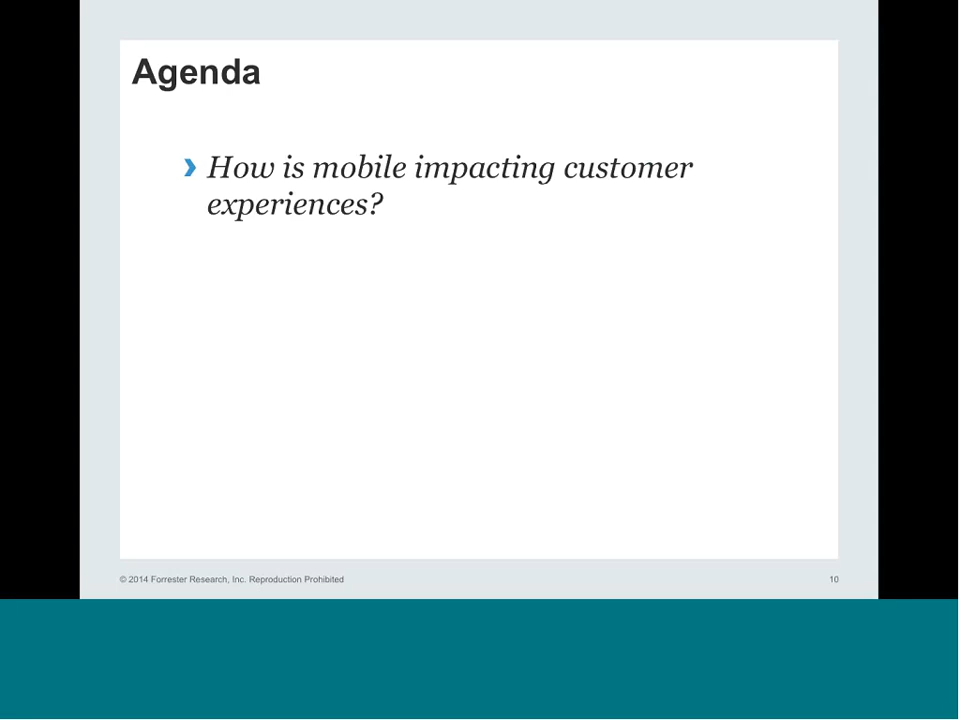 Agenda
› How is mobile impacting customer
experiences?
© 2014 Forrester Research, Inc. Reproduction Prohibited
10